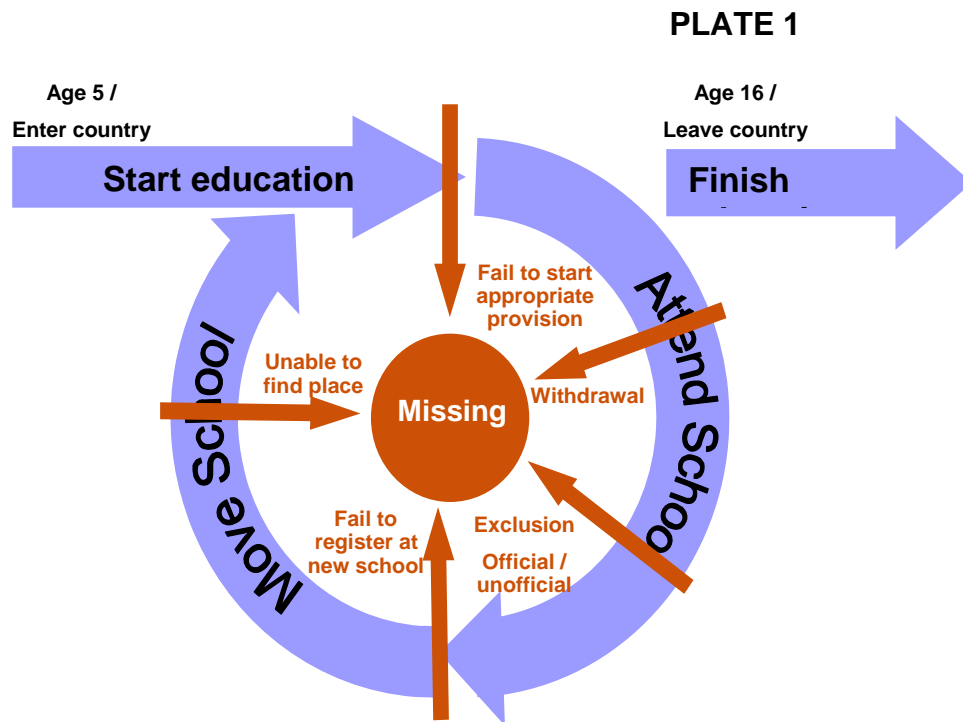 PLATE 1
Age 5 /
Enter country
Age 16 /
Leave country
Start education
Finish
Fail to start
appropriate
provision
Attend Schoo
Unable to
find place
Withdrawal
Missing
Move School
Fail to
register at
new school
Exclusion
Official /
unofficial